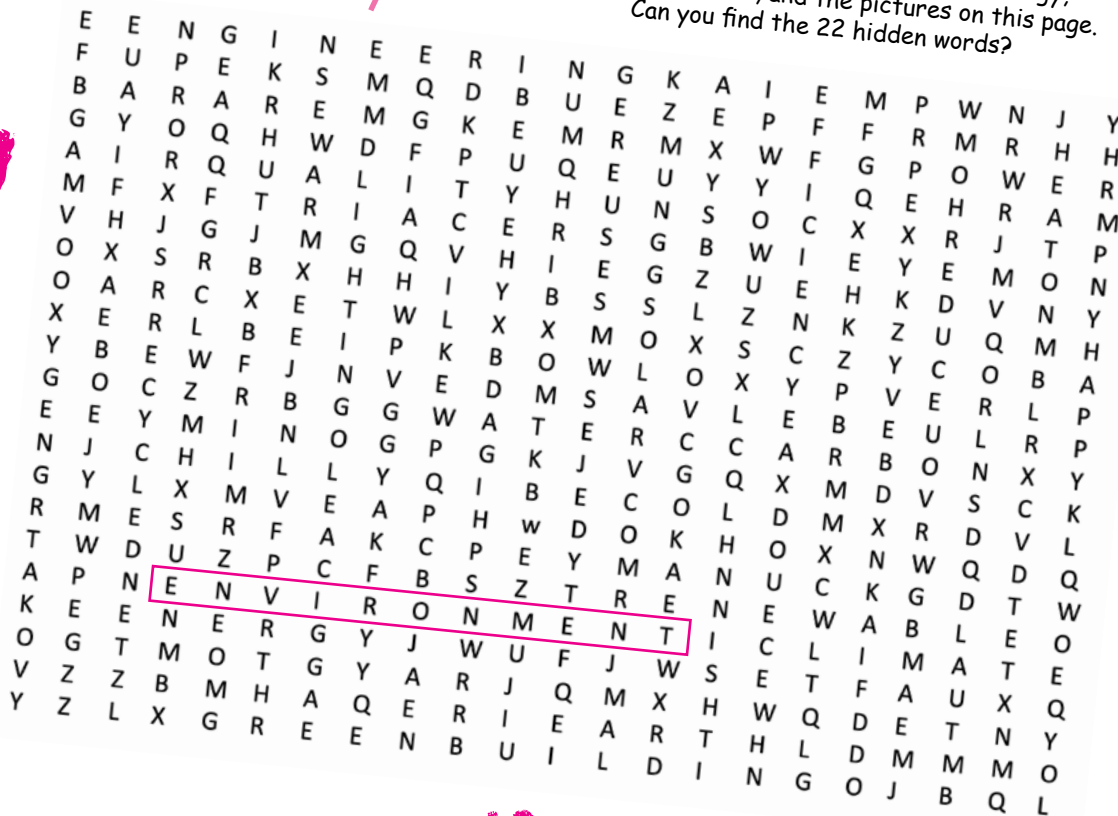 and the pictures on this page.
Can you find the 22 hidden words?
E E N G I N E E R I N G K A I E M P W N J Y
F U P E K S M Q D B U E Z E P F F R M R H H
B A R A R E M G K E M R M X W F G P O W E R
G Y O Q H W D F P U Q E U Y Y I Q E H R A M
A I R Q U A L I T Y H U N S O C X X R J T P
M F X F T R I A C E R S G B W I E Y E M O N
V H J G J M G Q V H I E G Z U E H K D V N Y
O X S R B X H H I Y B S S L Z N K Z U Q M H
O A R C X E T W L X X M O X S C Z Y C O B A
X E R L B E I P K B O W L O X Y P V E R L P
Y B E W F J N V E D M S A V L E B E U L R P
G O C Z R B G G W A T E R C C A R B O N X Y
E E Y M I N O G P G K J V G Q X M D V S C K
N J C H I L L Y Q I B E C O L D M X R D V L
G Y L X M V E A P H w D O K H O X N W Q D Q
R M E S R F A K C P E Y M A N U C K G D T W
T W D U Z P C F B S Z T R E N E W A B L E O
A P N E N V I R O N M E N T I C L I M A T E
K E E N E R G Y J W U F J W S E T F A U X Q
O G T M O T G Y A R J Q M X H W Q D E T N Y
V Z Z B M H A Q E R I E A R T H L D M M M O
Y Z L X G R E E N B U I L D I N G O J B Q L